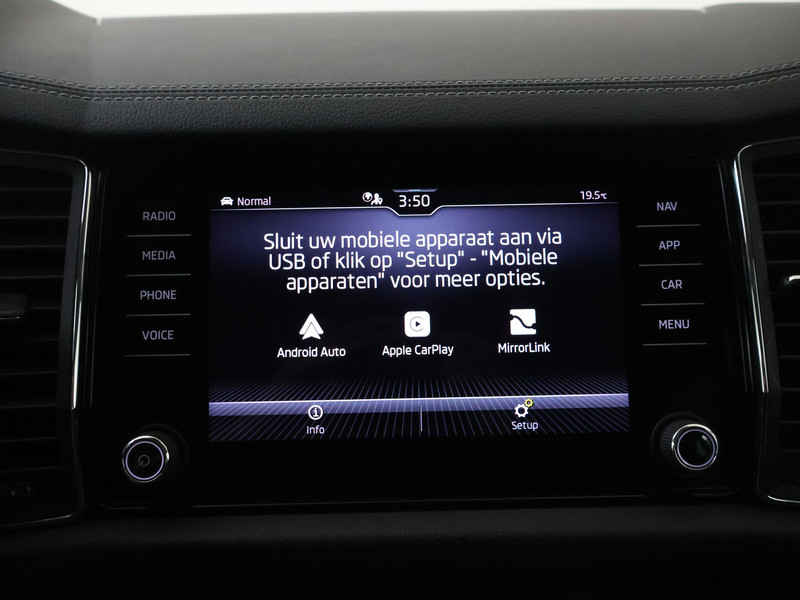 Normal
3:50
19.5°C
RADIO
MEDIA
PHONE
VOICE
NAV
APP
CAR
MENU
Sluit uw mobiele apparaat aan via
USB of klik op "Setup" - "Mobiele
apparaten" voor meer opties.
Android Auto
Apple CarPlay
MirrorLink
Info
Setup